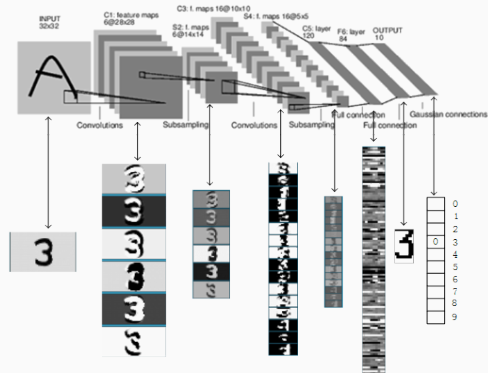 INPUT
32x32
C1: feature maps
6@28x28
S2: f. maps
6@14x14
C3: f. maps 16@10x10
S4: f. maps 16@5x5
C5: layer
120
F6: layer
84
OUTPUT
10
A
Convolutions
Subsampling
Convolutions
Subsampling
Full connection
Full connection
Gaussian connections
3
3
0
0
1
2
3
4
5
6
7
8
9